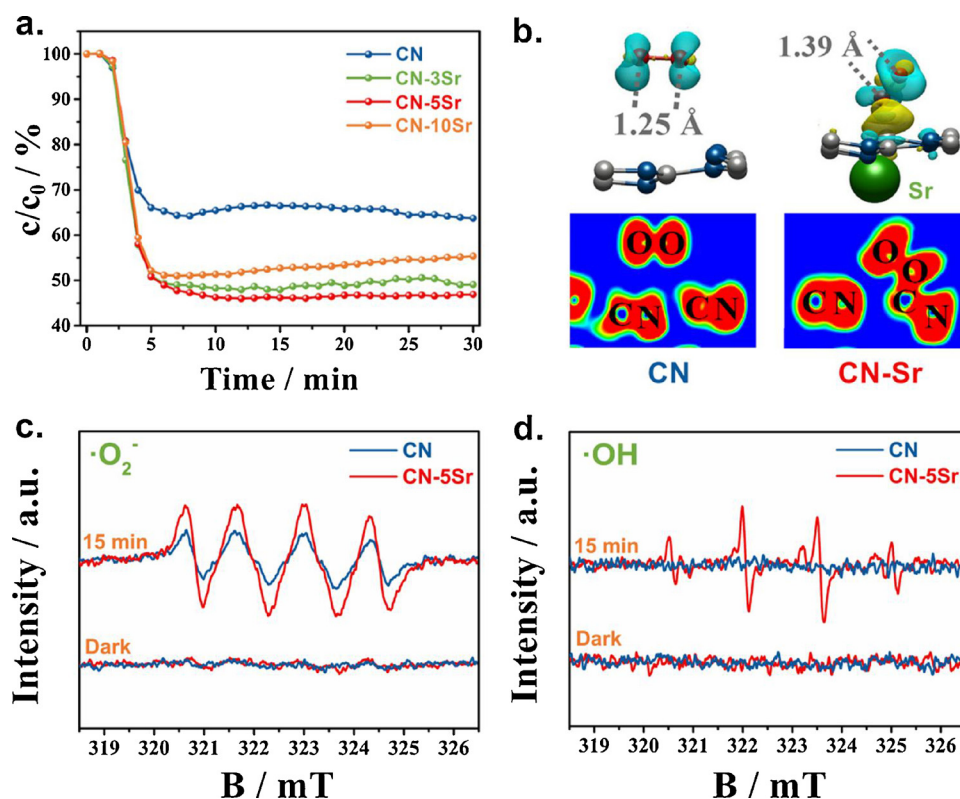 a.
c/c₀ / %
100
90
80
70
60
50
40
CN
CN-3Sr
CN-5Sr
CN-10Sr
0 5 10 15 20 25 30
Time / min
b.
1.25 Å
1.39 Å
Sr
O O
C N C N
CN
O
O
C N C
N
CN-Sr
c.
·O₂⁻
CN
CN-5Sr
15 min
Dark
Intensity / a.u.
319 320 321 322 323 324 325 326
B / mT
d.
·OH
CN
CN-5Sr
15 min
Dark
Intensity / a.u.
319 320 321 322 323 324 325 326
B / mT